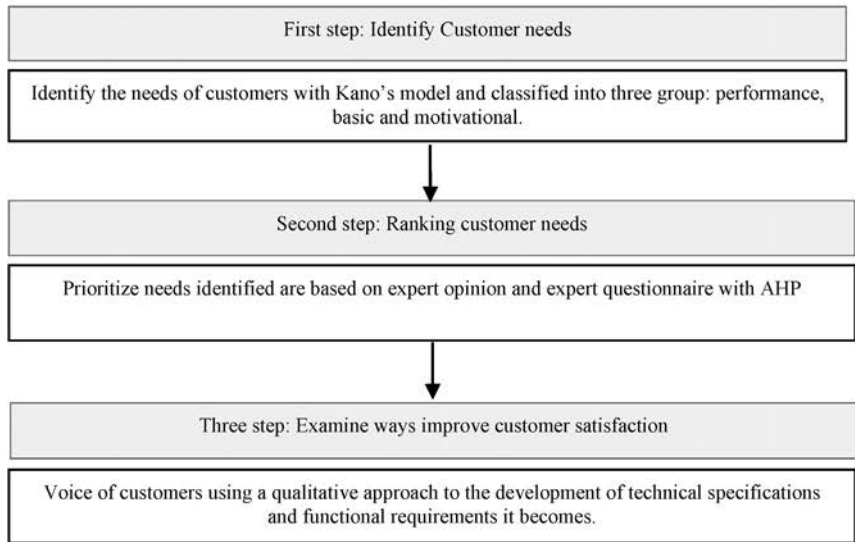 First step: Identify Customer needs
Identify the needs of customers with Kano's model and classified into three group: performance,
basic and motivational.
Second step: Ranking customer needs
Prioritize needs identified are based on expert opinion and expert questionnaire with AHP
Three step: Examine ways improve customer satisfaction
Voice of customers using a qualitative approach to the development of technical specifications
and functional requirements it becomes.